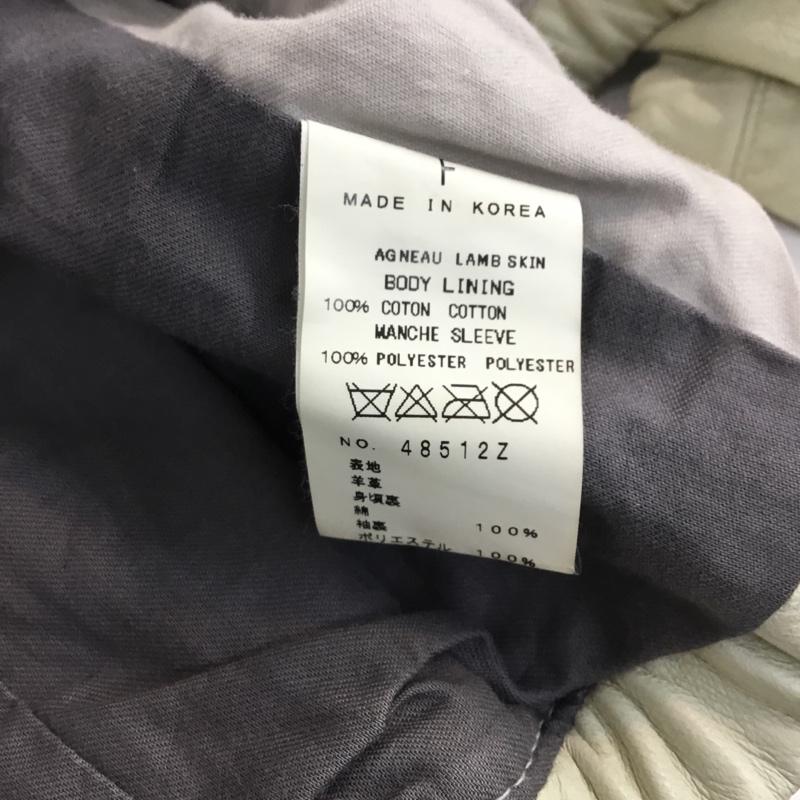 F
MADE IN KOREA
AGNEAU LAMB SKIN
BODY LINING
100% COTON COTTON
MANCHE SLEEVE
100% POLYESTER POLYESTER
NO. 48512Z
表地
羊革
身頃裏
綿 100%
袖裏
ポリエステル 100%